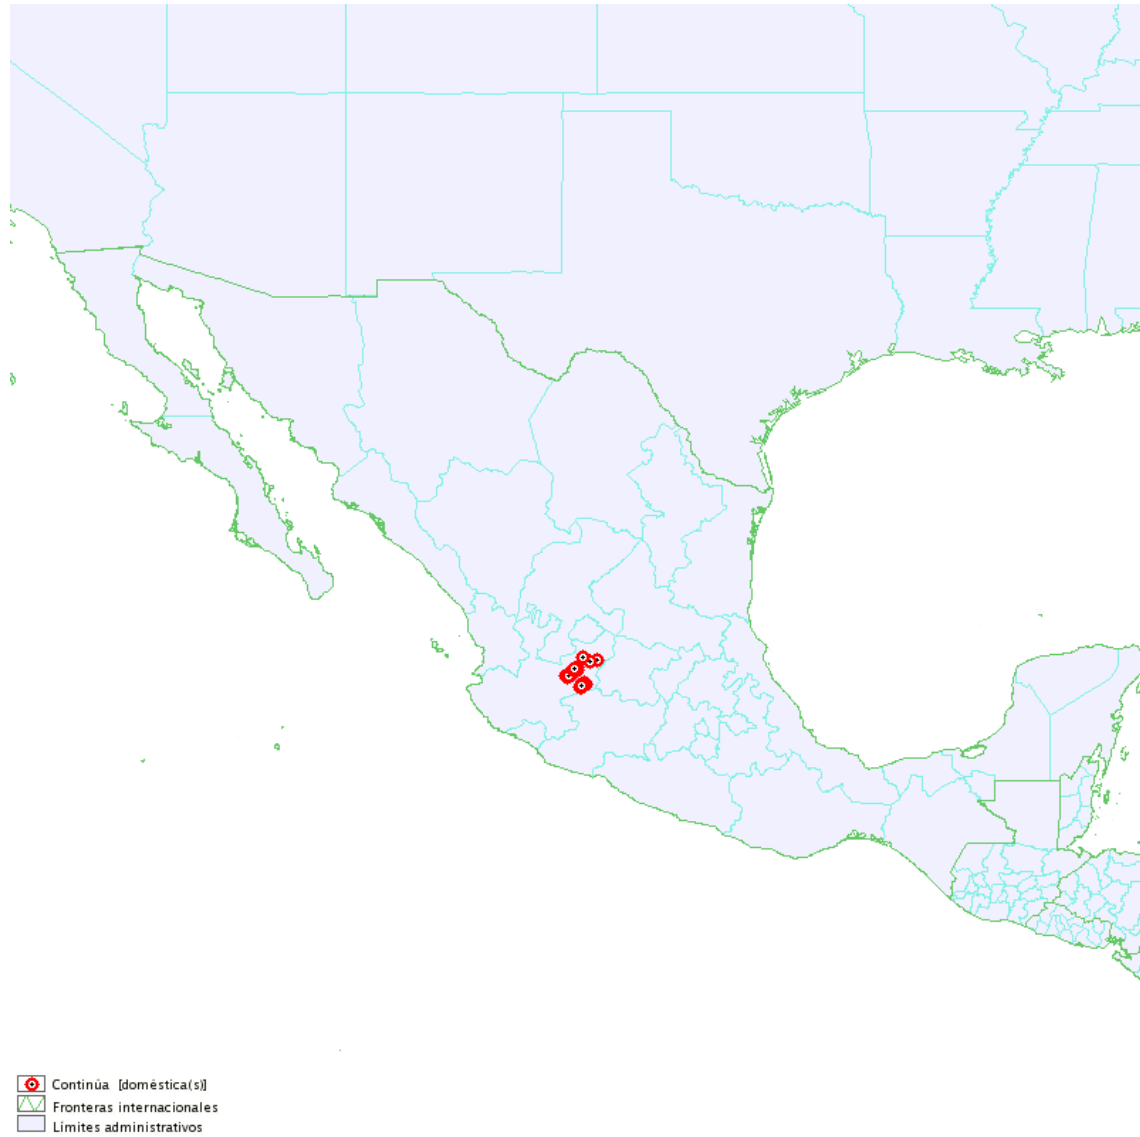 Continúa [doméstica(s)]
Fronteras internacionales
Límites administrativos